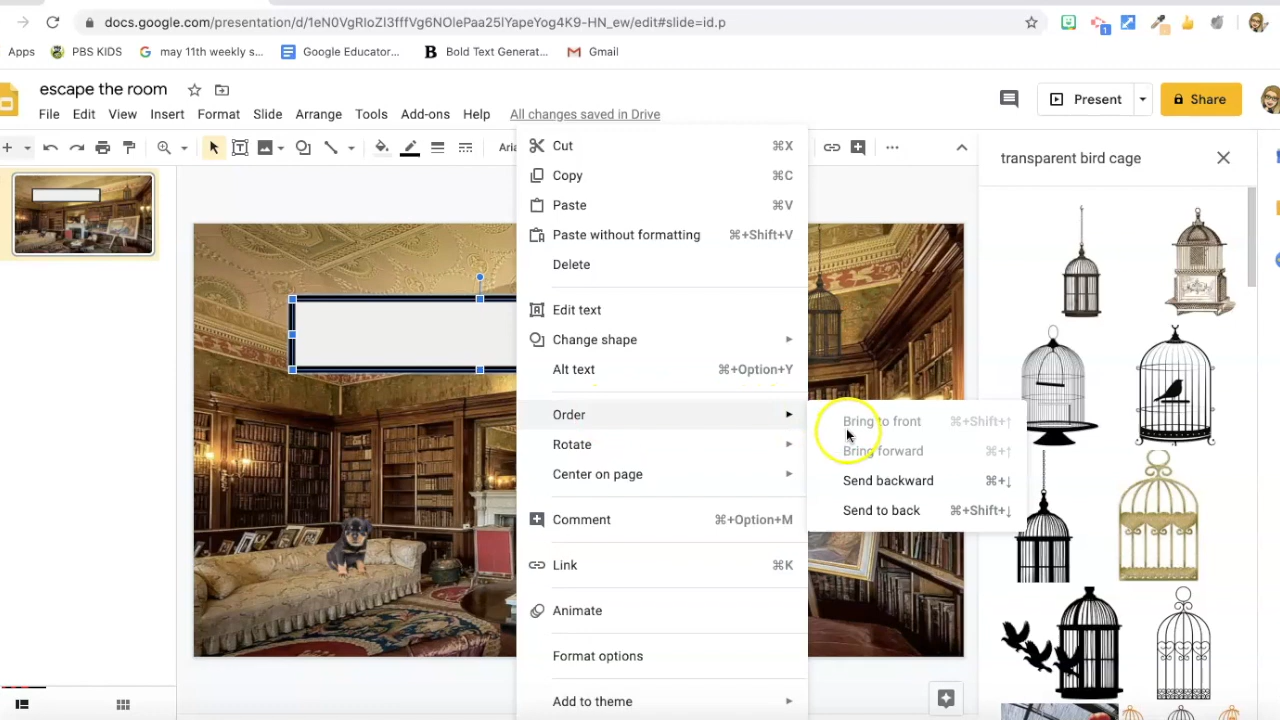 docs.google.com/presentation/d/1eN0VgRIoZI3fffVg6NOlePaa25lYapeYog4K9-HN_ew/edit#slide=id.p
1
Apps PBS KIDS may 11th weekly s... Google Educator... Bold Text Generat... Gmail
escape the room
Present Share
File Edit View Insert Format Slide Arrange Tools Add-ons Help All changes saved in Drive
Aria
transparent bird cage
Cut ⌘X
Copy ⌘C
Paste ⌘V
Paste without formatting ⌘+Shift+V
Delete
Edit text
Change shape
Alt text ⌘+Option+Y
Order
Bring to front ⌘+Shift+↑
Rotate
Bring forward ⌘+↑
Center on page
Send backward ⌘+↓
Send to back ⌘+Shift+↓
Comment ⌘+Option+M
Link ⌘K
Animate
Format options
Add to theme